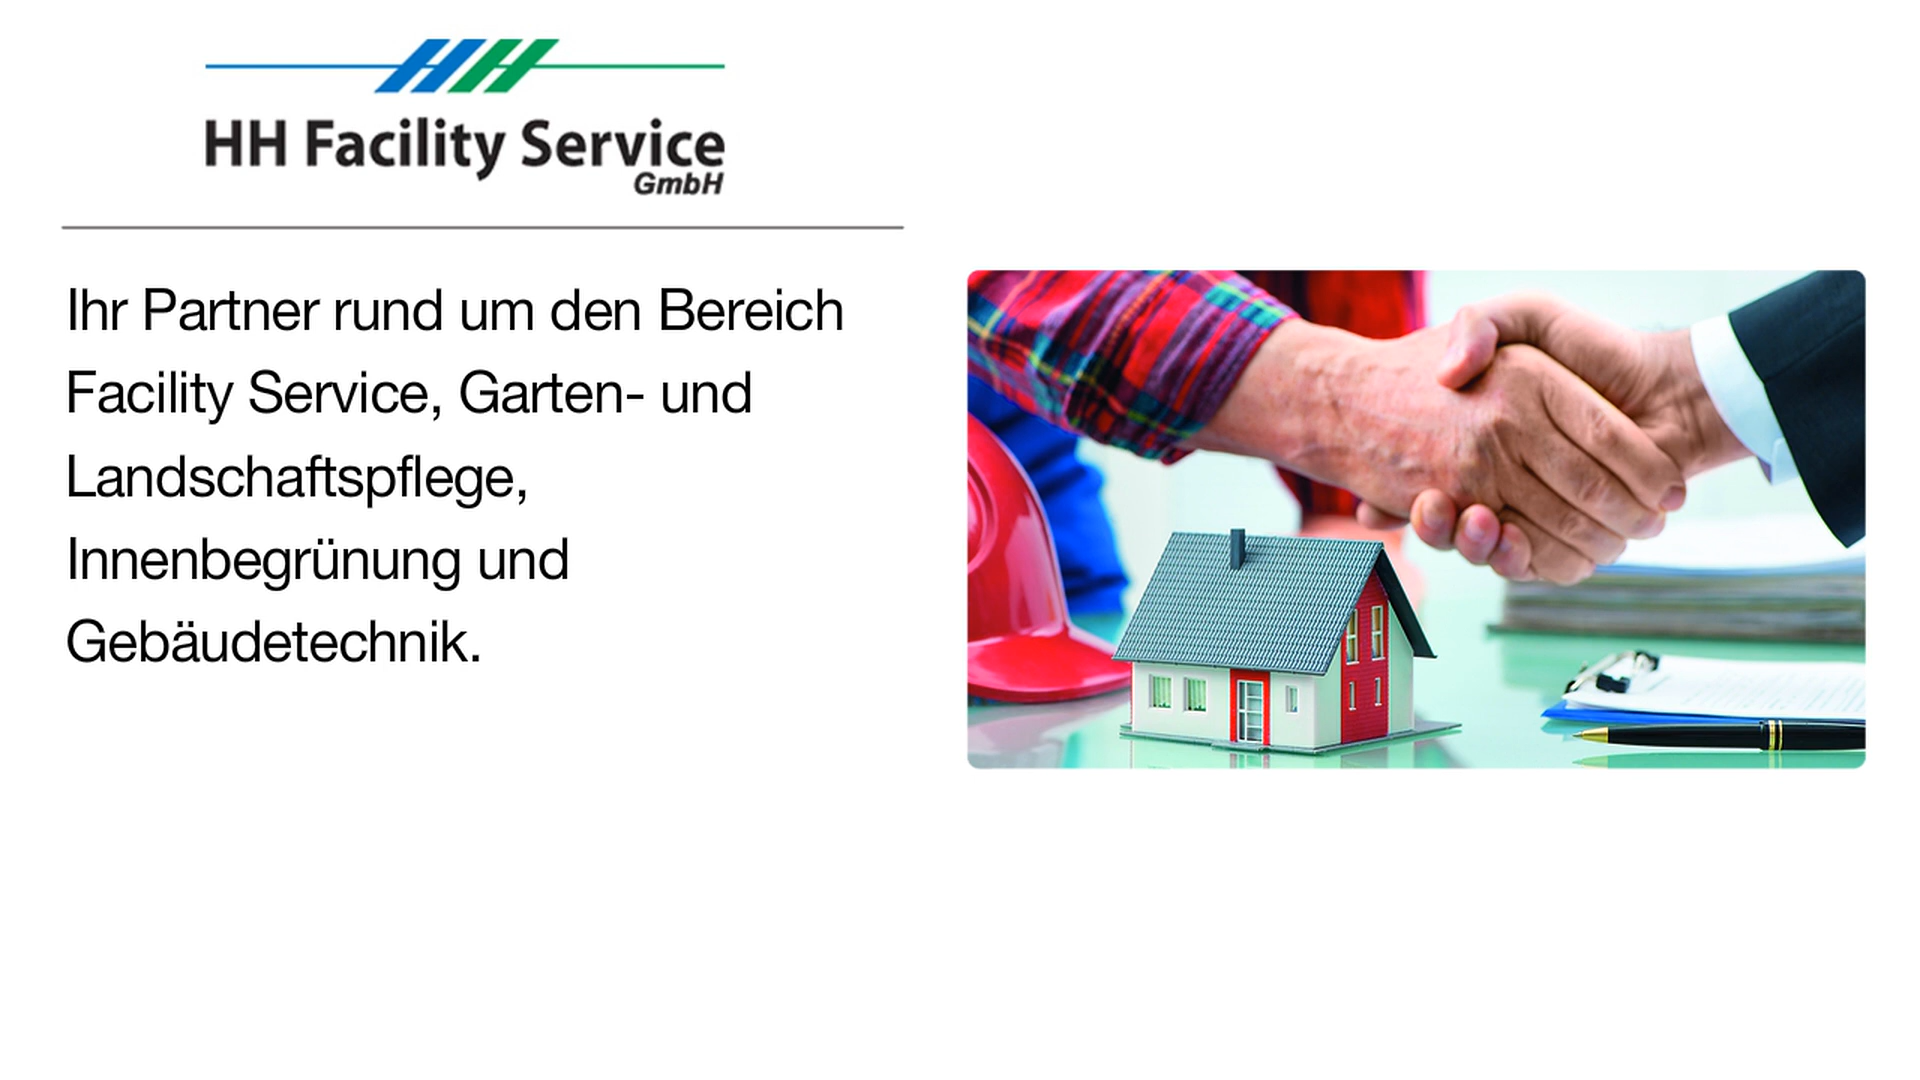 HH Facility Service
GmbH
Ihr Partner rund um den Bereich
Facility Service, Garten- und
Landschaftspflege,
Innenbegrünung und
Gebäudetechnik.